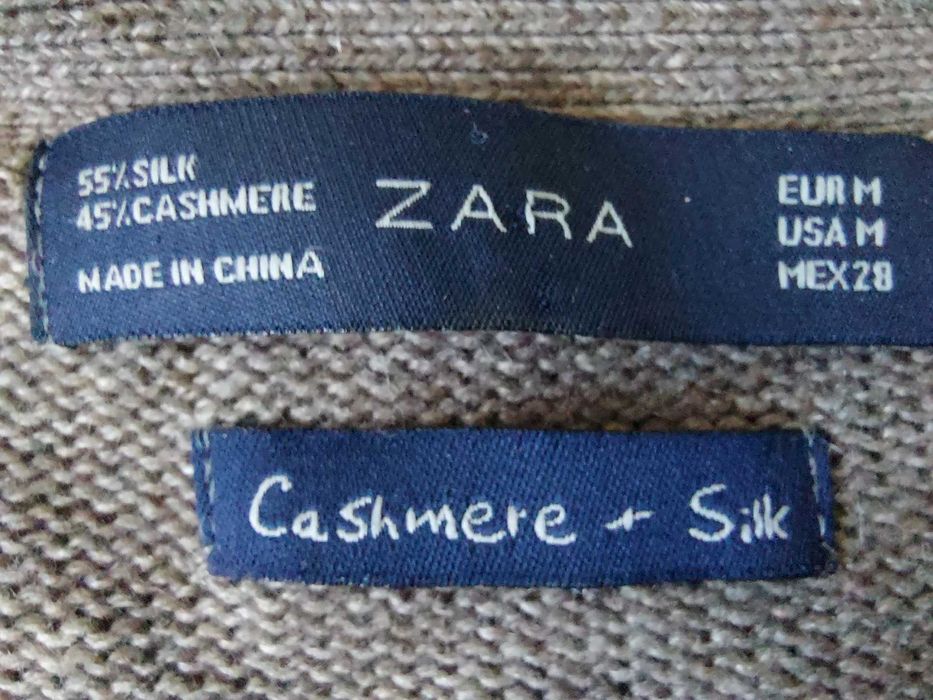 55% SILK
45% CASHMERE
MADE IN CHINA
ZARA
EUR M
USA M
MEX 28
Cashmere + Silk